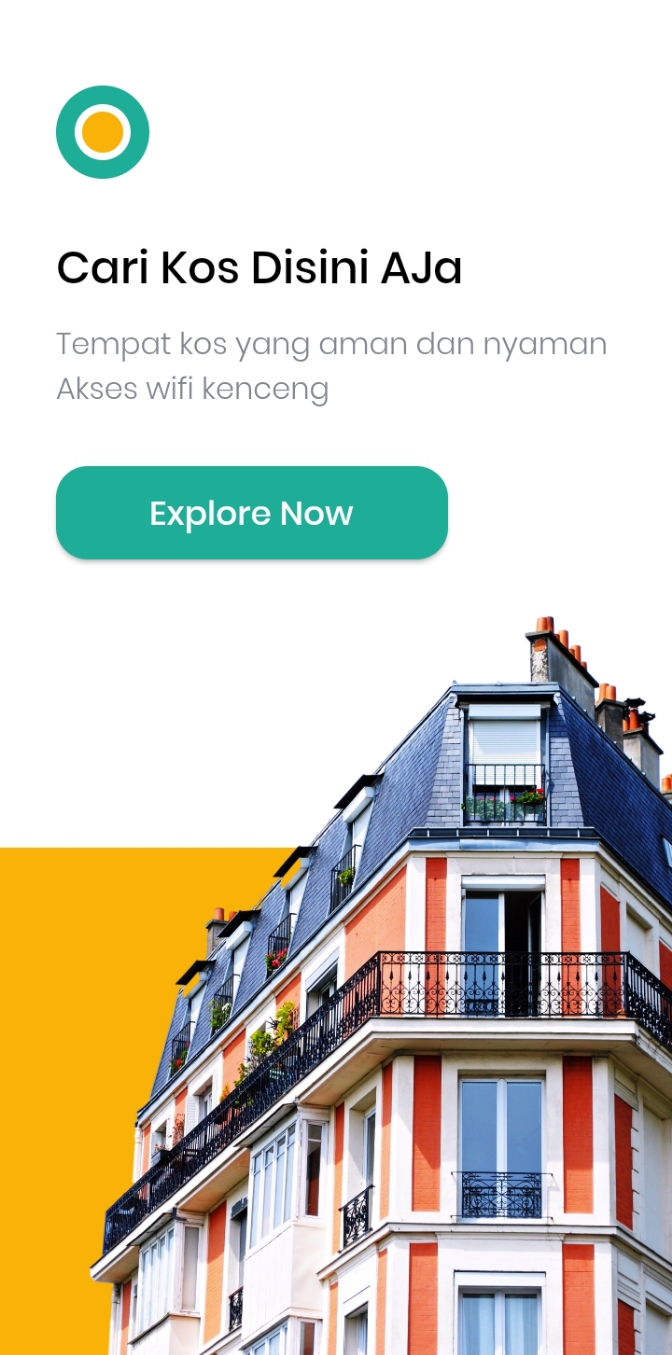 Cari Kos Disini AJa
Tempat kos yang aman dan nyaman
Akses wifi kenceng
Explore Now